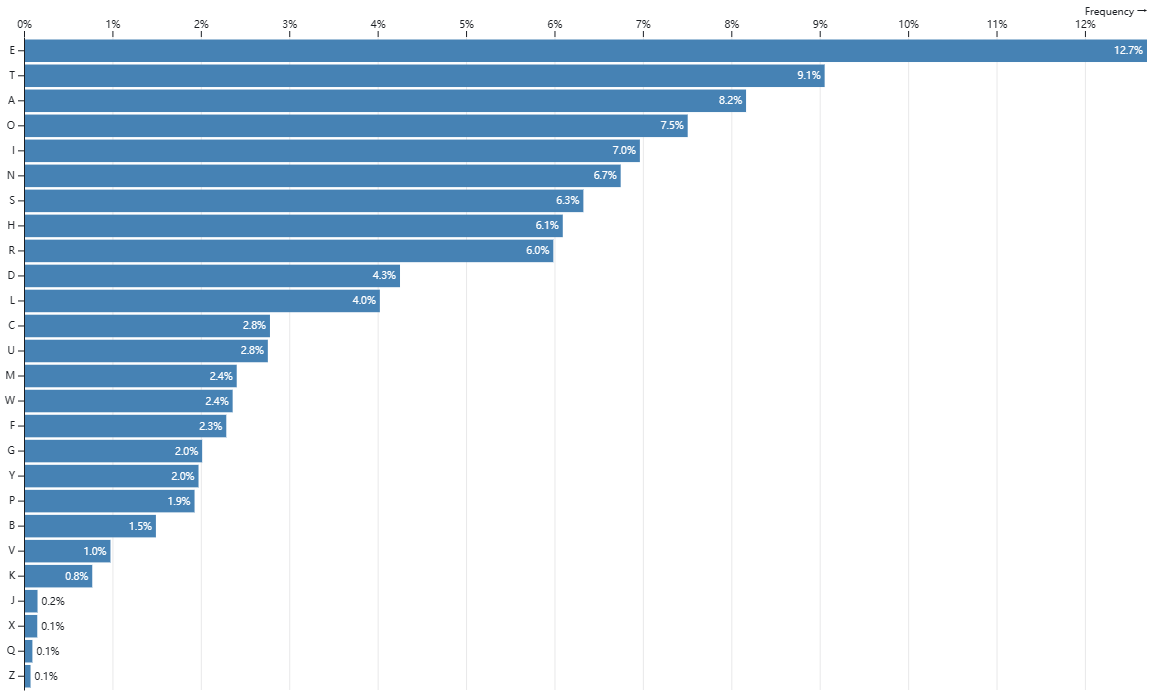 Frequency →
0% 1% 2% 3% 4% 5% 6% 7% 8% 9% 10% 11% 12%
E 12.7%
T 9.1%
A 8.2%
O 7.5%
I 7.0%
N 6.7%
S 6.3%
H 6.1%
R 6.0%
D 4.3%
L 4.0%
C 2.8%
U 2.8%
M 2.4%
W 2.4%
F 2.3%
G 2.0%
Y 2.0%
P 1.9%
B 1.5%
V 1.0%
K 0.8%
J 0.2%
X 0.1%
Q 0.1%
Z 0.1%